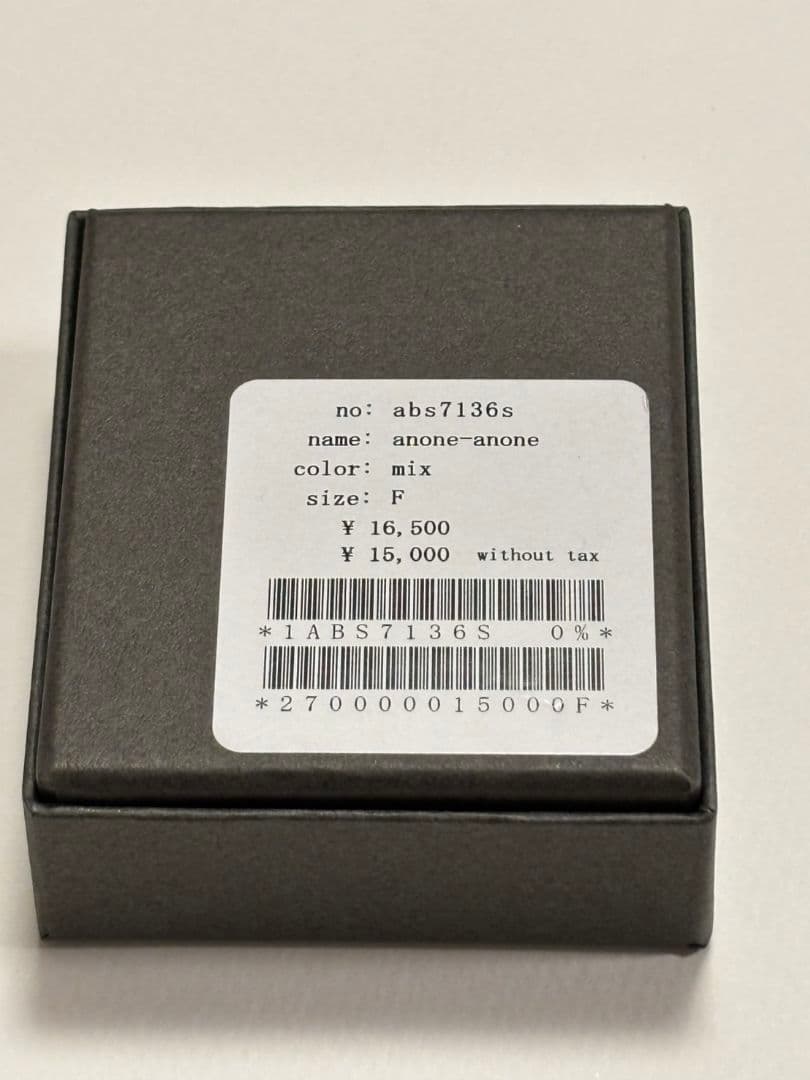 no: abs7136s
name: anone-anone
color: mix
size: F
¥ 16,500
¥ 15,000 without tax
*1ABS7136S 0%*
*270000015000F*